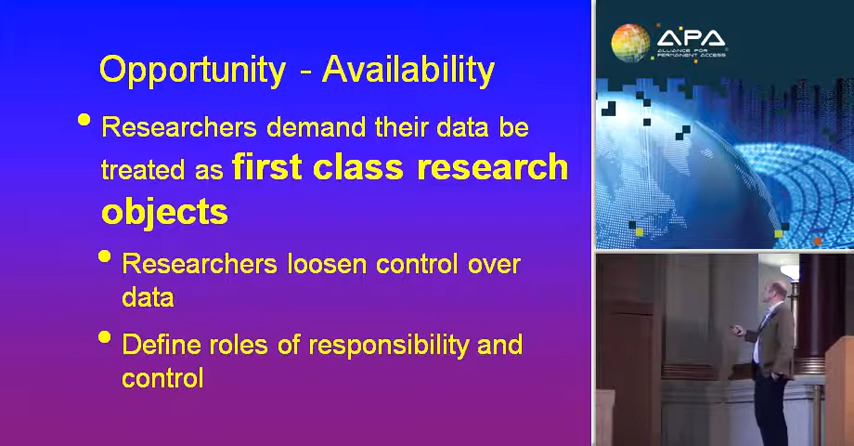 Opportunity - Availability
• Researchers demand their data be
treated as first class research
objects
• Researchers loosen control over
data
• Define roles of responsibility and
control
APA
ALLIANCE FOR
PERMANENT ACCESS